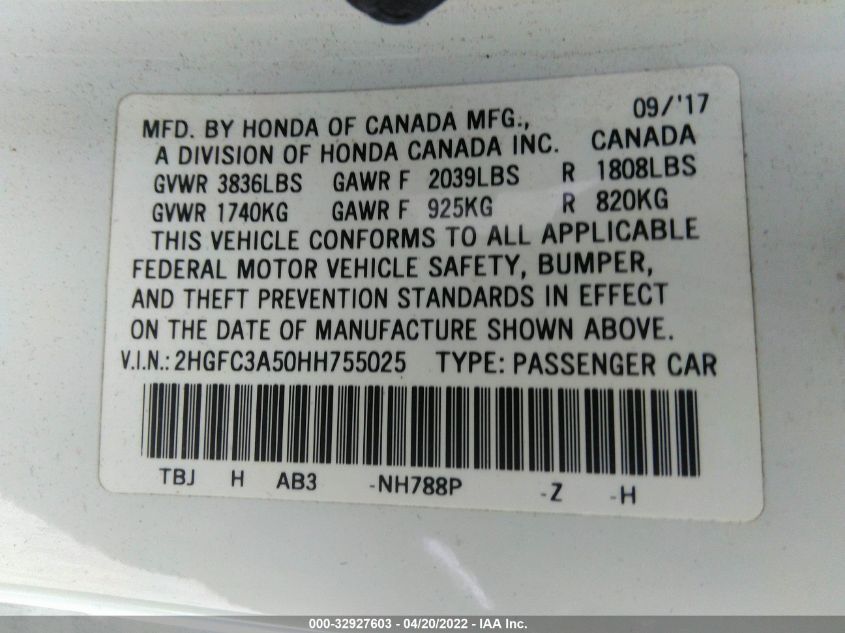 09/'17
MFD. BY HONDA OF CANADA MFG.,
A DIVISION OF HONDA CANADA INC. CANADA
GVWR 3836LBS GAWR F 2039LBS R 1808LBS
GVWR 1740KG GAWR F 925KG R 820KG
THIS VEHICLE CONFORMS TO ALL APPLICABLE
FEDERAL MOTOR VEHICLE SAFETY, BUMPER,
AND THEFT PREVENTION STANDARDS IN EFFECT
ON THE DATE OF MANUFACTURE SHOWN ABOVE.
V.I.N.: 2HGFC3A50HH755025 TYPE: PASSENGER CAR
TBJ H AB3 -NH788P -Z -H
000-32927603 - 04/20/2022 - IAA Inc.